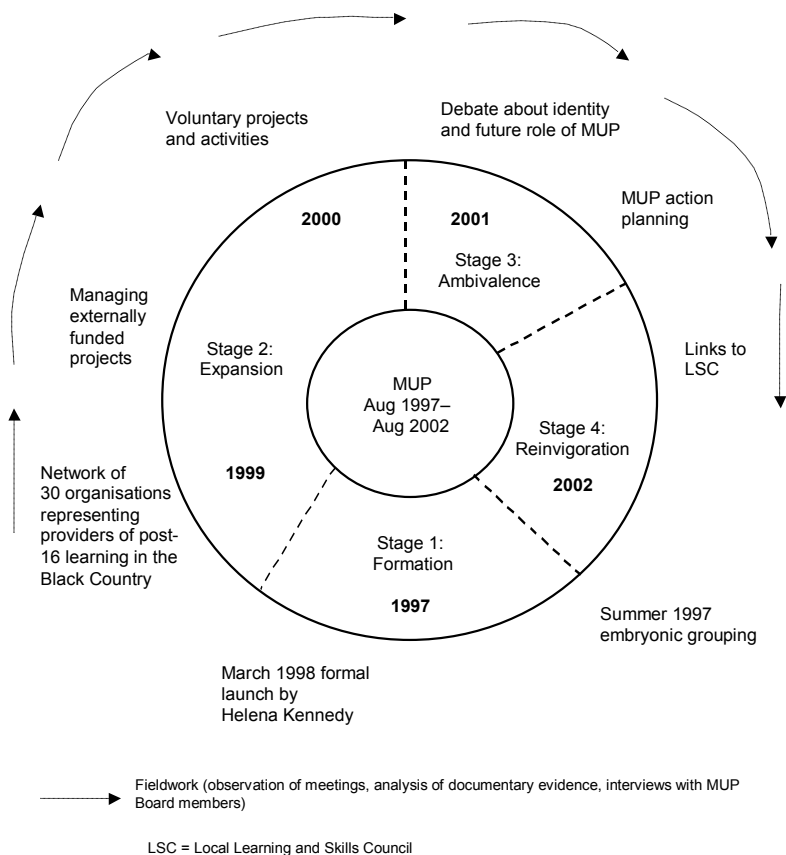 Voluntary projects
and activities
Debate about identity
and future role of MUP
MUP action
planning
2000
2001
Stage 3:
Ambivalence
Managing
externally
funded
projects
Stage 2:
Expansion
Links to
LSC
MUP
Aug 1997–
Aug 2002
Stage 4:
Reinvigoration
2002
1999
Network of
30 organisations
representing
providers of post-
16 learning in the
Black Country
Stage 1:
Formation
1997
Summer 1997
embryonic grouping
March 1998 formal
launch by
Helena Kennedy
Fieldwork (observation of meetings, analysis of documentary evidence, interviews with MUP
Board members)
LSC = Local Learning and Skills Council